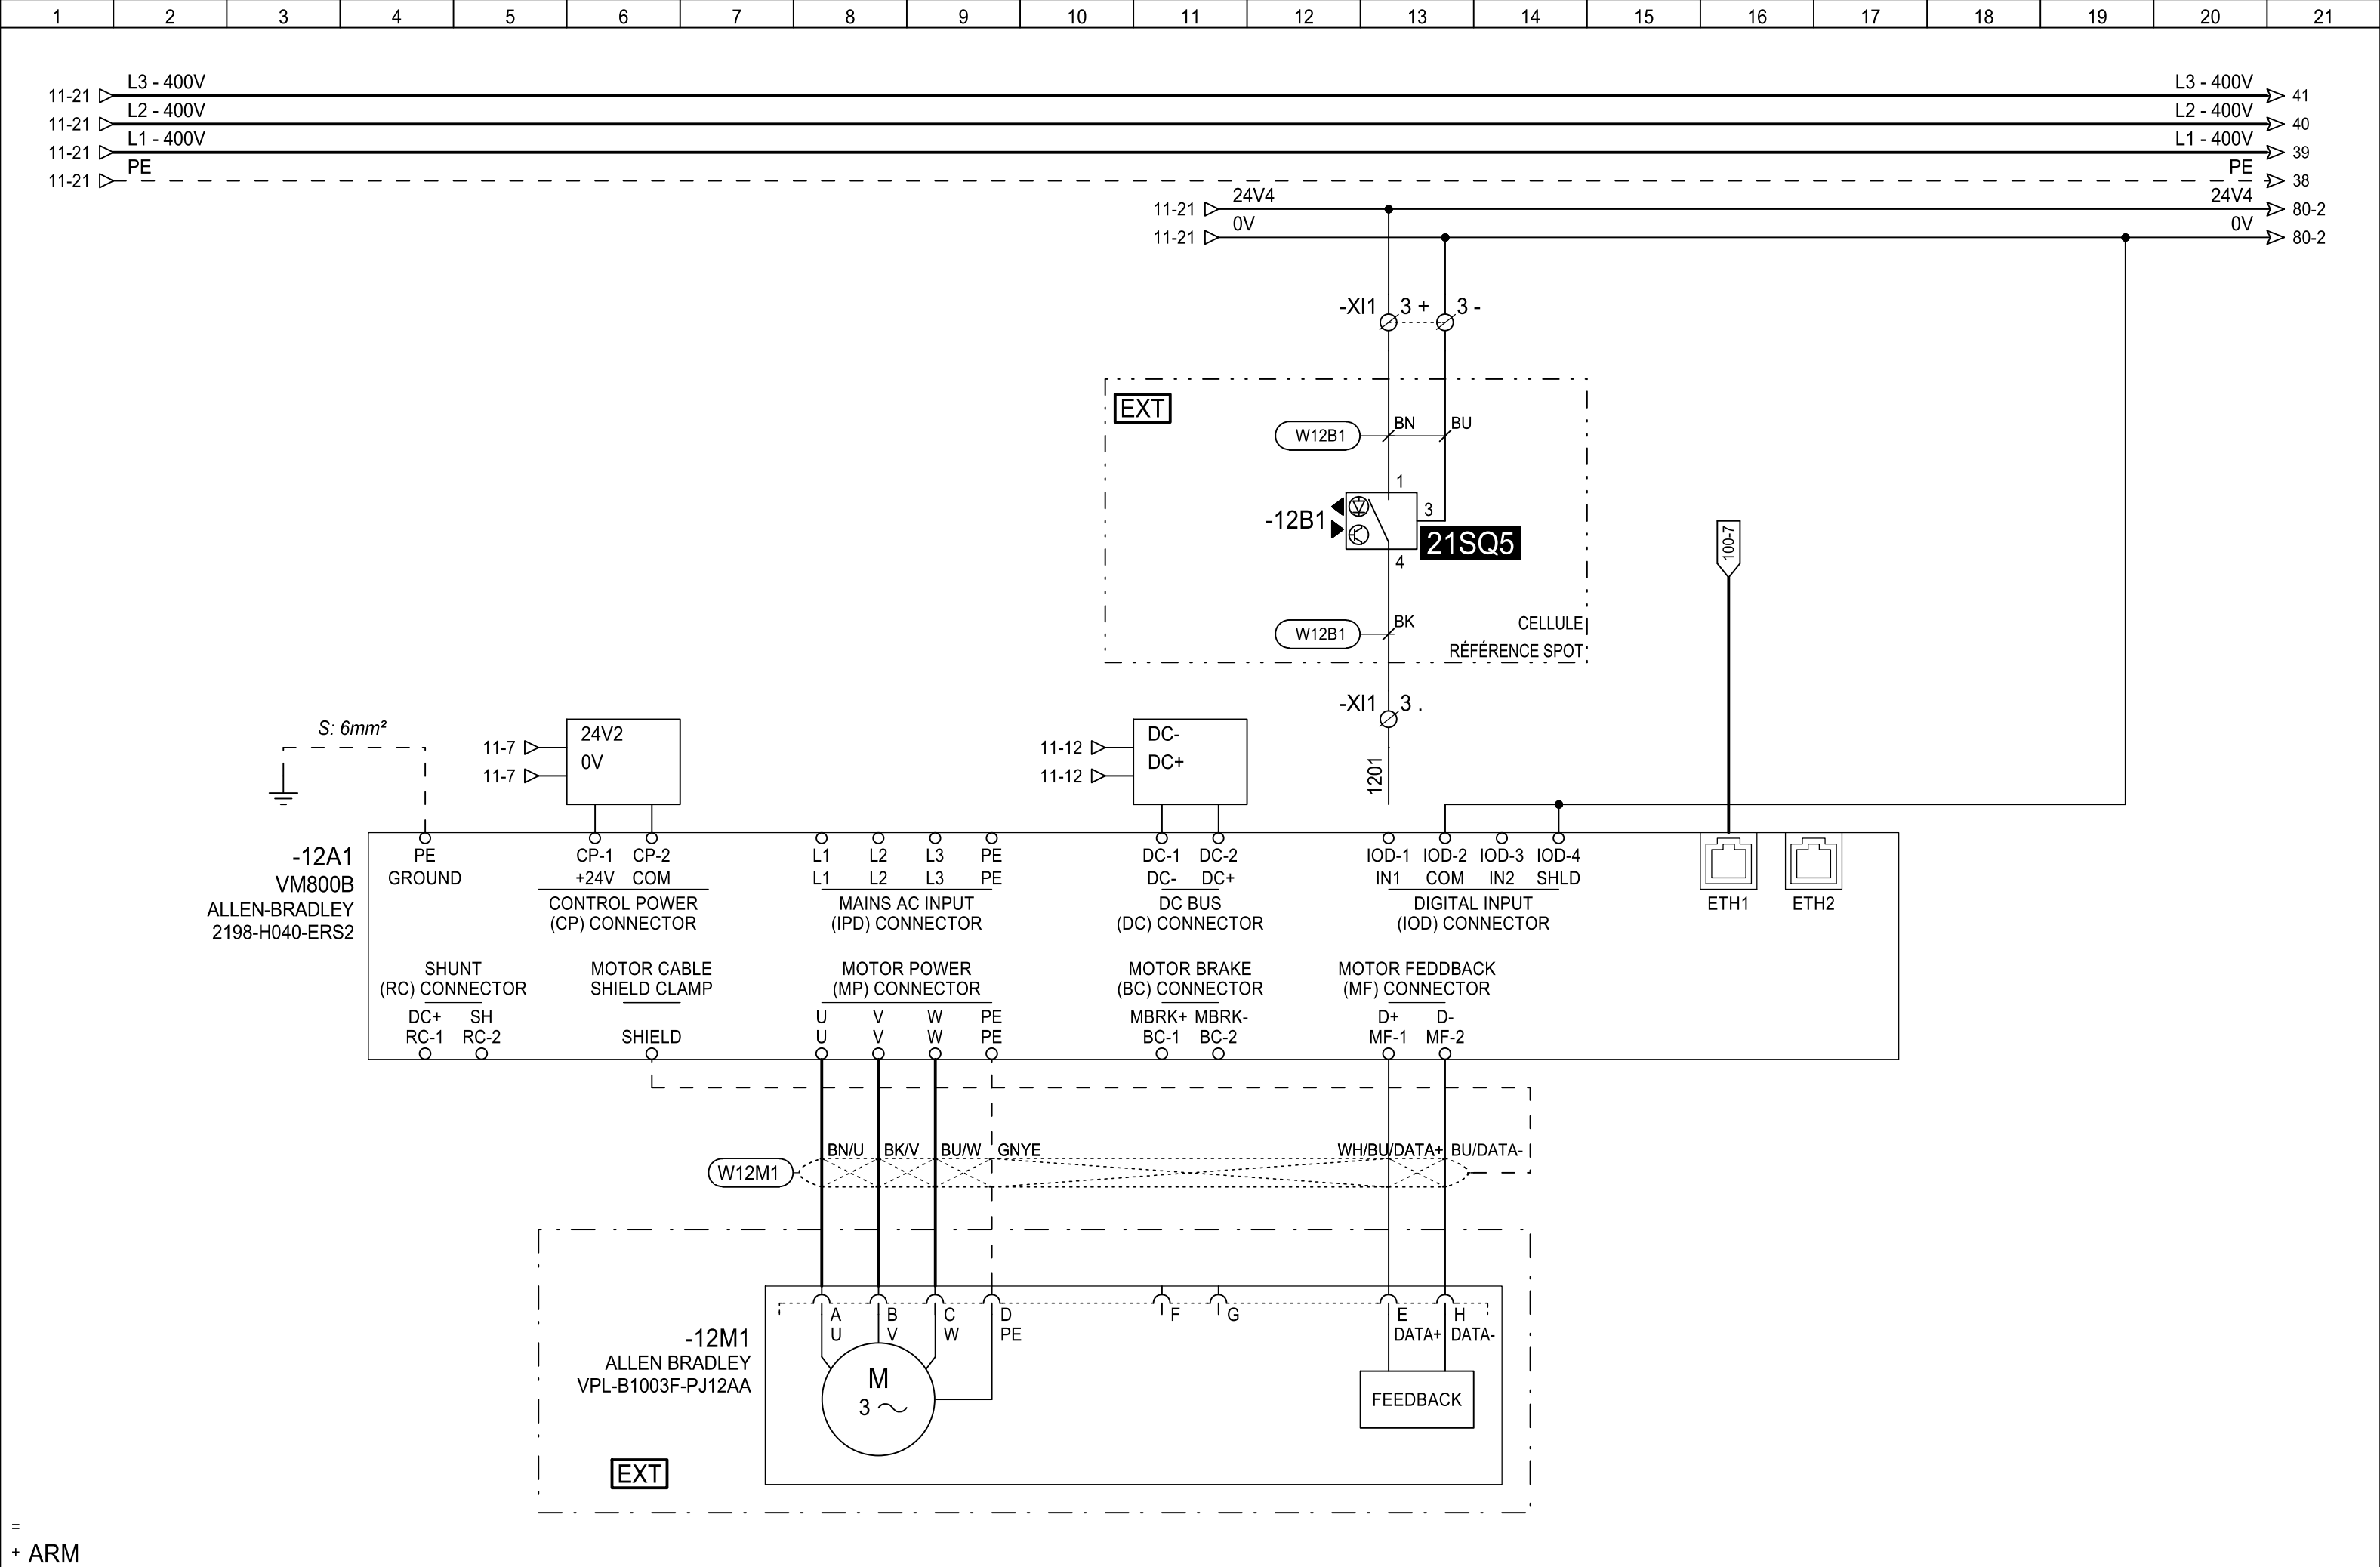 1 2 3 4 5 6 7 8 9 10 11 12 13 14 15 16 17 18 19 20 21
L3 - 400V L3 - 400V
11-21 41
L2 - 400V L2 - 400V
11-21 40
L1 - 400V L1 - 400V
11-21 39
PE PE
11-21 38
24V4 24V4
11-21 80-2
0V 0V
11-21 80-2
-XI1 3 + 3 -
EXT
W12B1 BN BU
1
-12B1 3
21SQ5
4
100-7
W12B1 BK
CELLULE
RÉFÉRENCE SPOT
-XI1 3 .
S: 6mm²
11-7 24V2
11-7 0V
11-12 DC-
11-12 DC+
1201
-12A1
VM800B
ALLEN-BRADLEY
2198-H040-ERS2
PE CP-1 CP-2 L1 L2 L3 PE DC-1 DC-2 IOD-1 IOD-2 IOD-3 IOD-4
GROUND +24V COM L1 L2 L3 PE DC- DC+ IN1 COM IN2 SHLD
CONTROL POWER MAINS AC INPUT DC BUS DIGITAL INPUT ETH1 ETH2
(CP) CONNECTOR (IPD) CONNECTOR (DC) CONNECTOR (IOD) CONNECTOR
SHUNT MOTOR CABLE MOTOR POWER MOTOR BRAKE MOTOR FEDDBACK
(RC) CONNECTOR SHIELD CLAMP (MP) CONNECTOR (BC) CONNECTOR (MF) CONNECTOR
DC+ SH U V W PE MBRK+ MBRK- D+ D-
RC-1 RC-2 SHIELD U V W PE BC-1 BC-2 MF-1 MF-2
BN/U BK/V BU/W GNYE WH/BU/DATA+ BU/DATA-
W12M1
A B C D F G E H
U V W PE DATA+ DATA-
-12M1
ALLEN BRADLEY
VPL-B1003F-PJ12AA
M
3
FEEDBACK
EXT
=
+ ARM